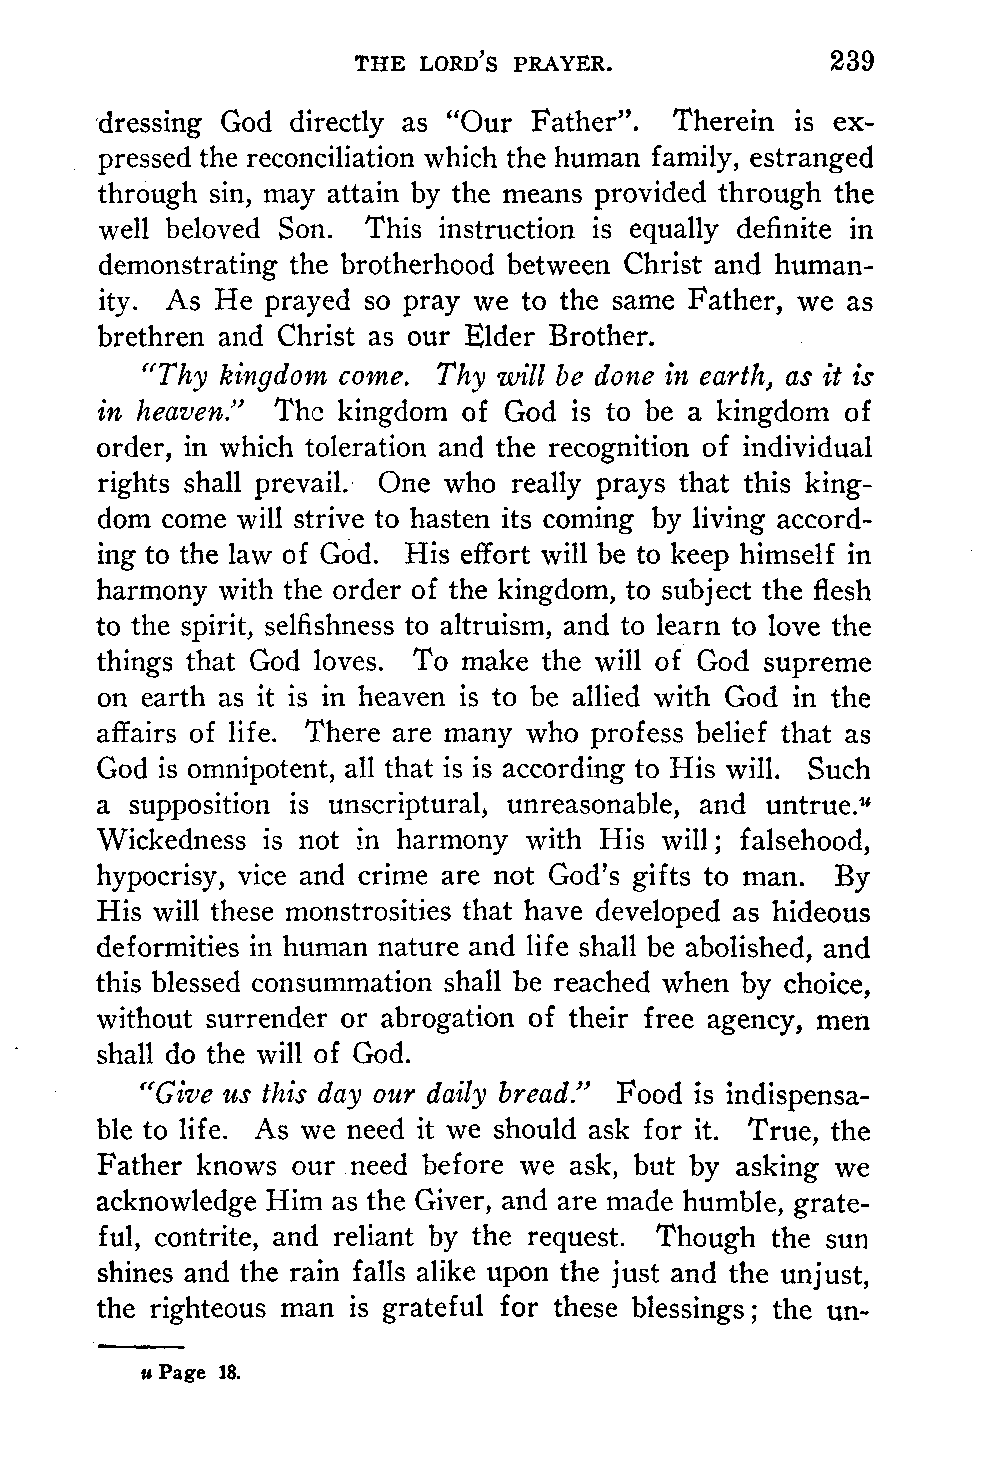 THE LORD'S PRAYER. 239
dressing God directly as "Our Father". Therein is ex-
pressed the reconciliation which the human family, estranged
through sin, may attain by the means provided through the
well beloved Son. This instruction is equally definite in
demonstrating the brotherhood between Christ and human-
ity. As He prayed so pray we to the same Father, we as
brethren and Christ as our Elder Brother.
"Thy kingdom come. Thy will be done in earth, as it is
in heaven." The kingdom of God is to be a kingdom of
order, in which toleration and the recognition of individual
rights shall prevail. One who really prays that this king-
dom come will strive to hasten its coming by living accord-
ing to the law of God. His effort will be to keep himself in
harmony with the order of the kingdom, to subject the flesh
to the spirit, selfishness to altruism, and to learn to love the
things that God loves. To make the will of God supreme
on earth as it is in heaven is to be allied with God in the
affairs of life. There are many who profess belief that as
God is omnipotent, all that is is according to His will. Such
a supposition is unscriptural, unreasonable, and untrue.u
Wickedness is not in harmony with His will; falsehood,
hypocrisy, vice and crime are not God's gifts to man. By
His will these monstrosities that have developed as hideous
deformities in human nature and life shall be abolished, and
this blessed consummation shall be reached when by choice,
without surrender or abrogation of their free agency, men
shall do the will of God.
"Give us this day our daily bread." Food is indispensa-
ble to life. As we need it we should ask for it. True, the
Father knows our need before we ask, but by asking we
acknowledge Him as the Giver, and are made humble, grate-
ful, contrite, and reliant by the request. Though the sun
shines and the rain falls alike upon the just and the unjust,
the righteous man is grateful for these blessings; the un-
u Page 18.